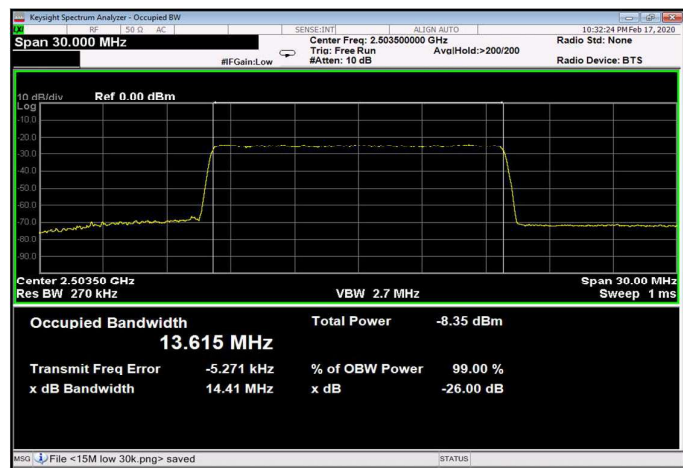 Keysight Spectrum Analyzer - Occupied BW
RF 50 Ω AC SENSE:INT ALIGN AUTO 10:32:24 PM Feb 17, 2020
Span 30.000 MHz Center Freq: 2.503500000 GHz Radio Std: None
Trig: Free Run Avg|Hold:>200/200
#IFGain:Low #Atten: 10 dB Radio Device: BTS
10 dB/div Ref 0.00 dBm
Log
-10.0
-20.0
-30.0
-40.0
-50.0
-60.0
-70.0
-80.0
-90.0
Center 2.50350 GHz Span 30.00 MHz
Res BW 270 kHz VBW 2.7 MHz Sweep 1 ms
Occupied Bandwidth Total Power -8.35 dBm
13.615 MHz
Transmit Freq Error -5.271 kHz % of OBW Power 99.00 %
x dB Bandwidth 14.41 MHz x dB -26.00 dB
MSG File <15M low 30k.png> saved STATUS